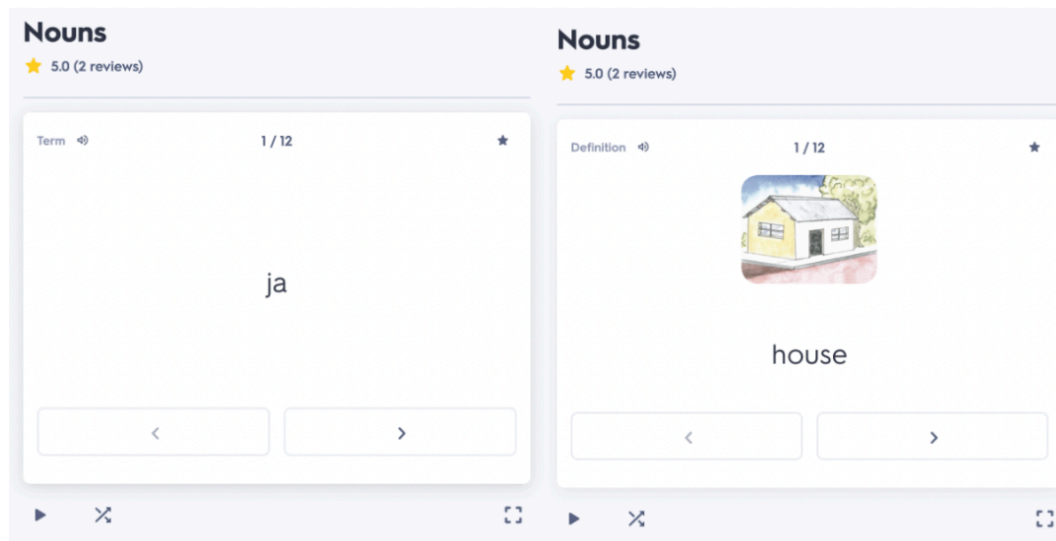 Nouns
5.0 (2 reviews)
Term
1 / 12
ja
Nouns
5.0 (2 reviews)
Definition
1 / 12
house